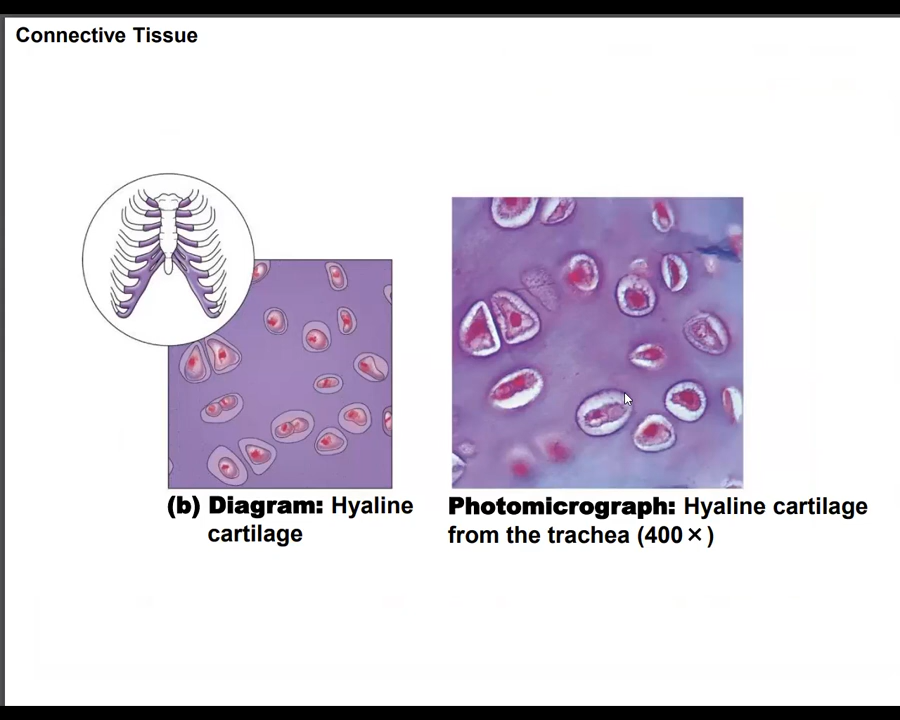 Connective Tissue
(b) Diagram: Hyaline
cartilage
Photomicrograph: Hyaline cartilage
from the trachea (400×)